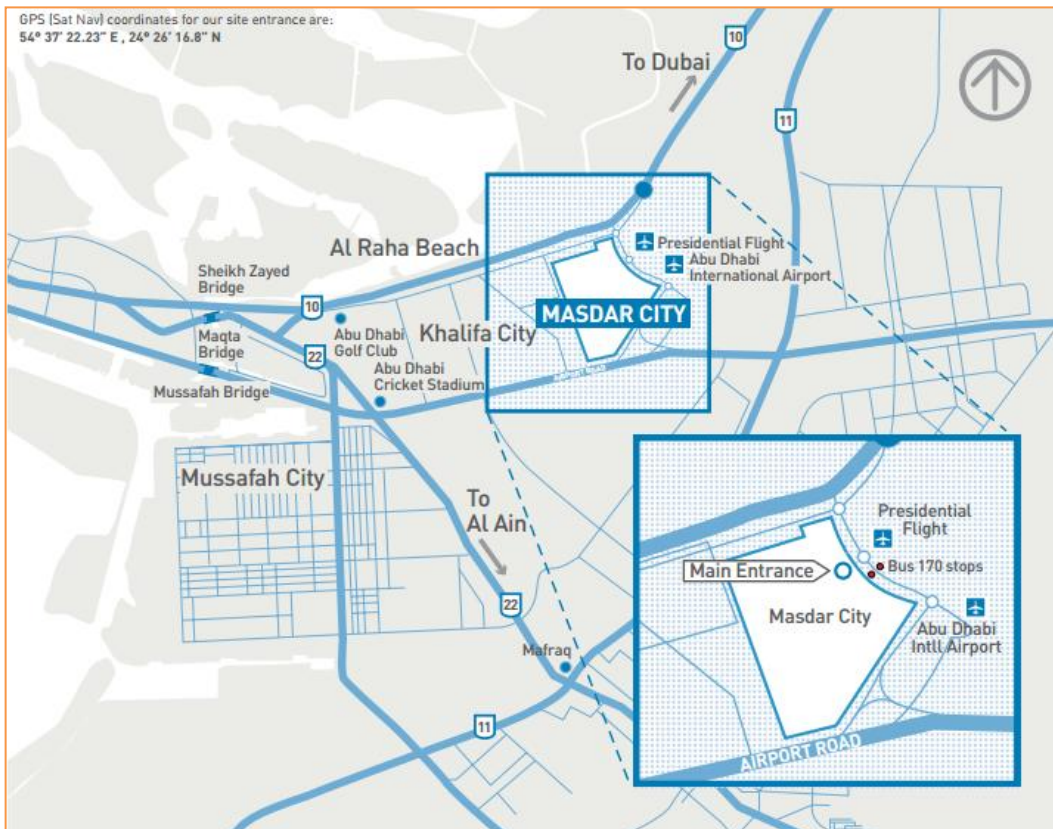 GPS (Sat Nav) coordinates for our site entrance are:
54º 37' 22.23" E , 24º 26' 16.8" N
10
To Dubai
11
Al Raha Beach
Presidential Flight
Abu Dhabi
International Airport
Sheikh Zayed
Bridge
10
MASDAR CITY
Abu Dhabi
Golf Club
Khalifa City
Maqta
Bridge
22
Abu Dhabi
Cricket Stadium
AIRPORT ROAD
Mussafah Bridge
Mussafah City
To
Al Ain
22
Mafraq
11
Presidential
Flight
Bus 170 stops
Main Entrance
Masdar City
Abu Dhabi
Intll Airport
AIRPORT ROAD